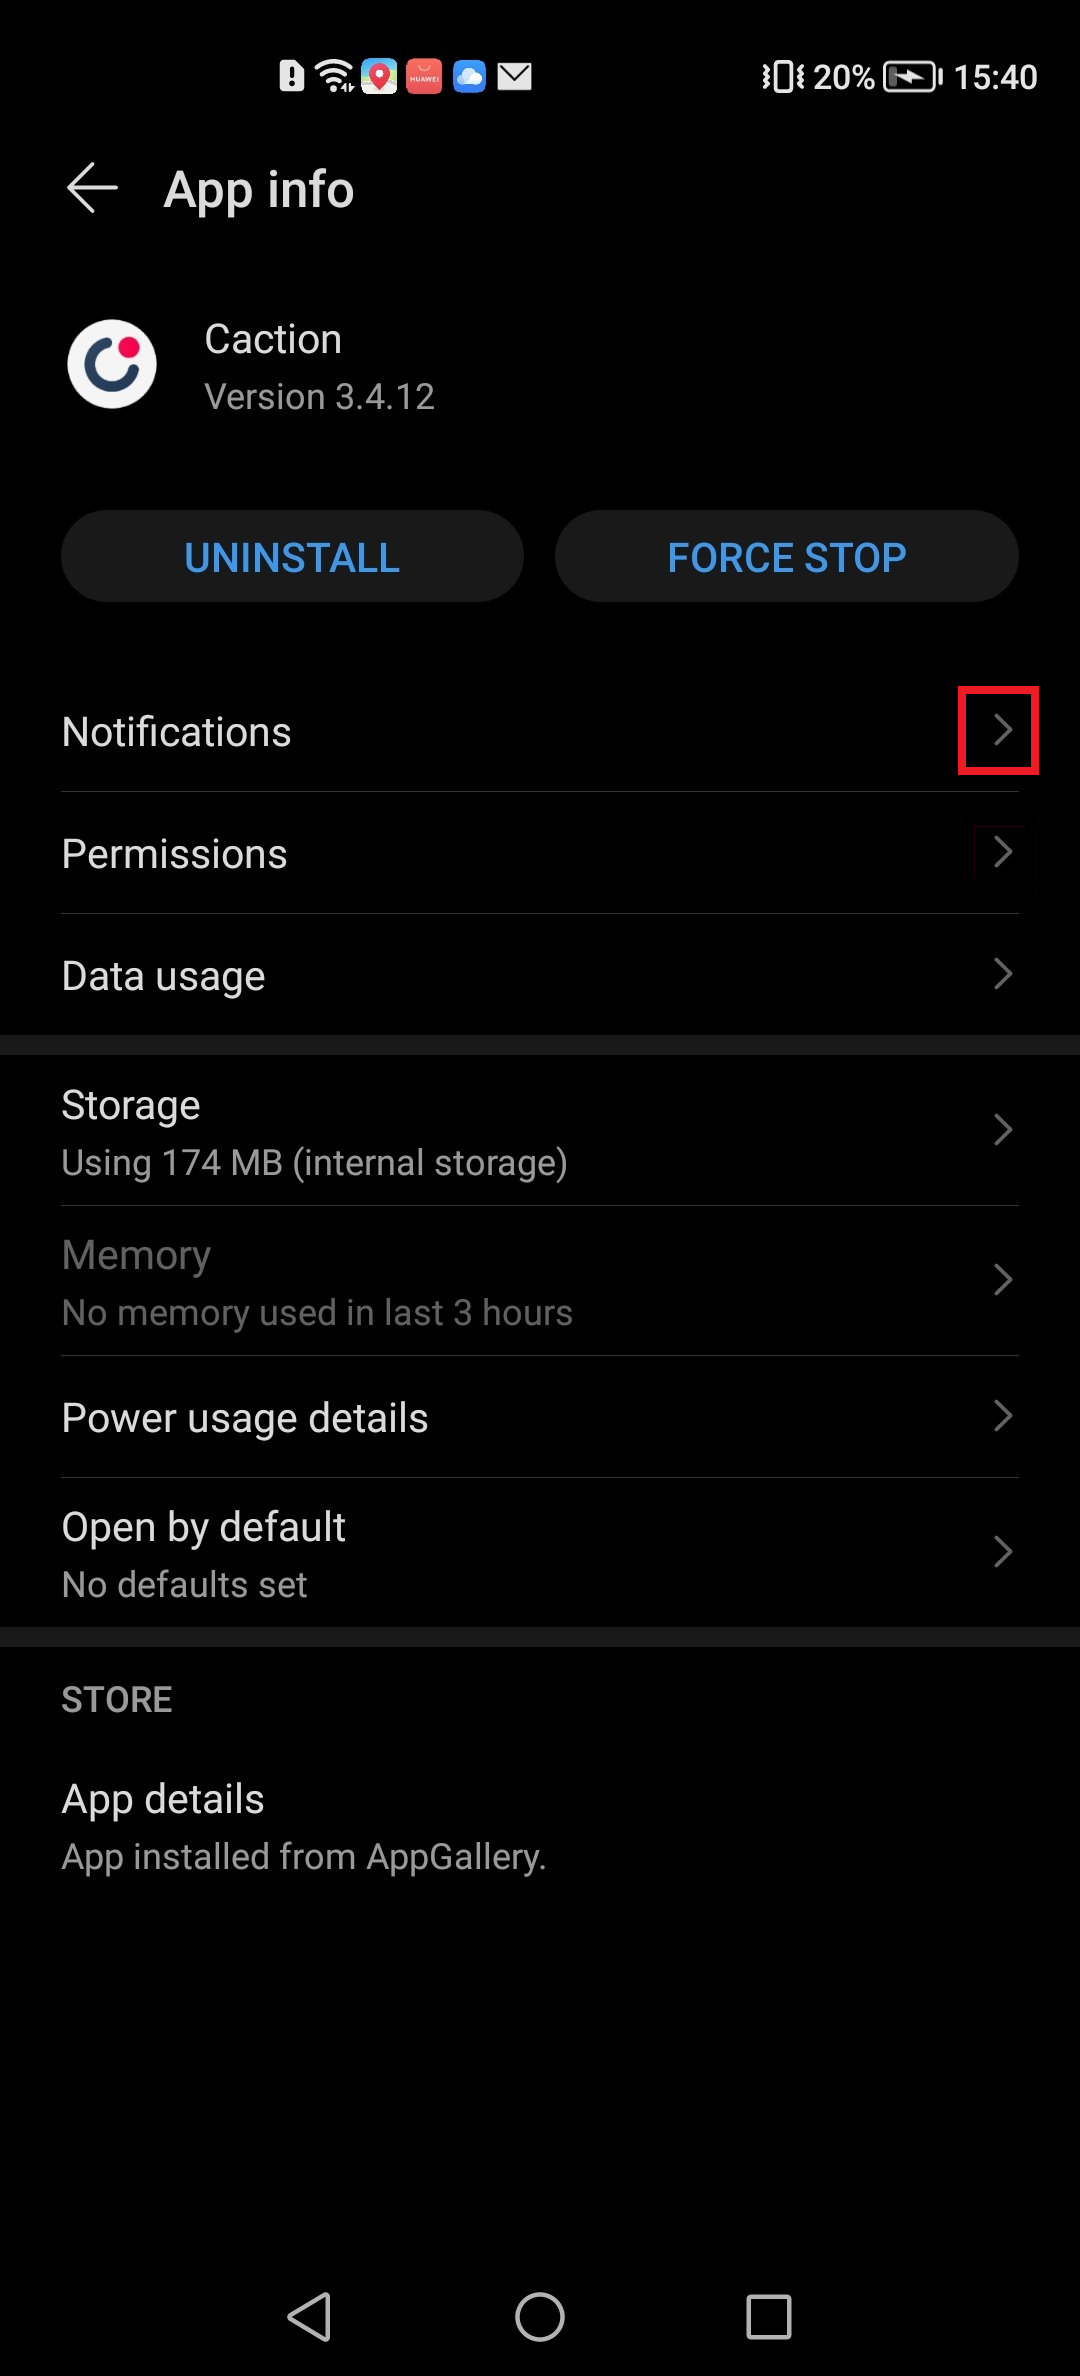 HUAWEI
20% 15:40
App info
Caction
Version 3.4.12
UNINSTALL
FORCE STOP
Notifications
Permissions
Data usage
Storage
Using 174 MB (internal storage)
Memory
No memory used in last 3 hours
Power usage details
Open by default
No defaults set
STORE
App details
App installed from AppGallery.